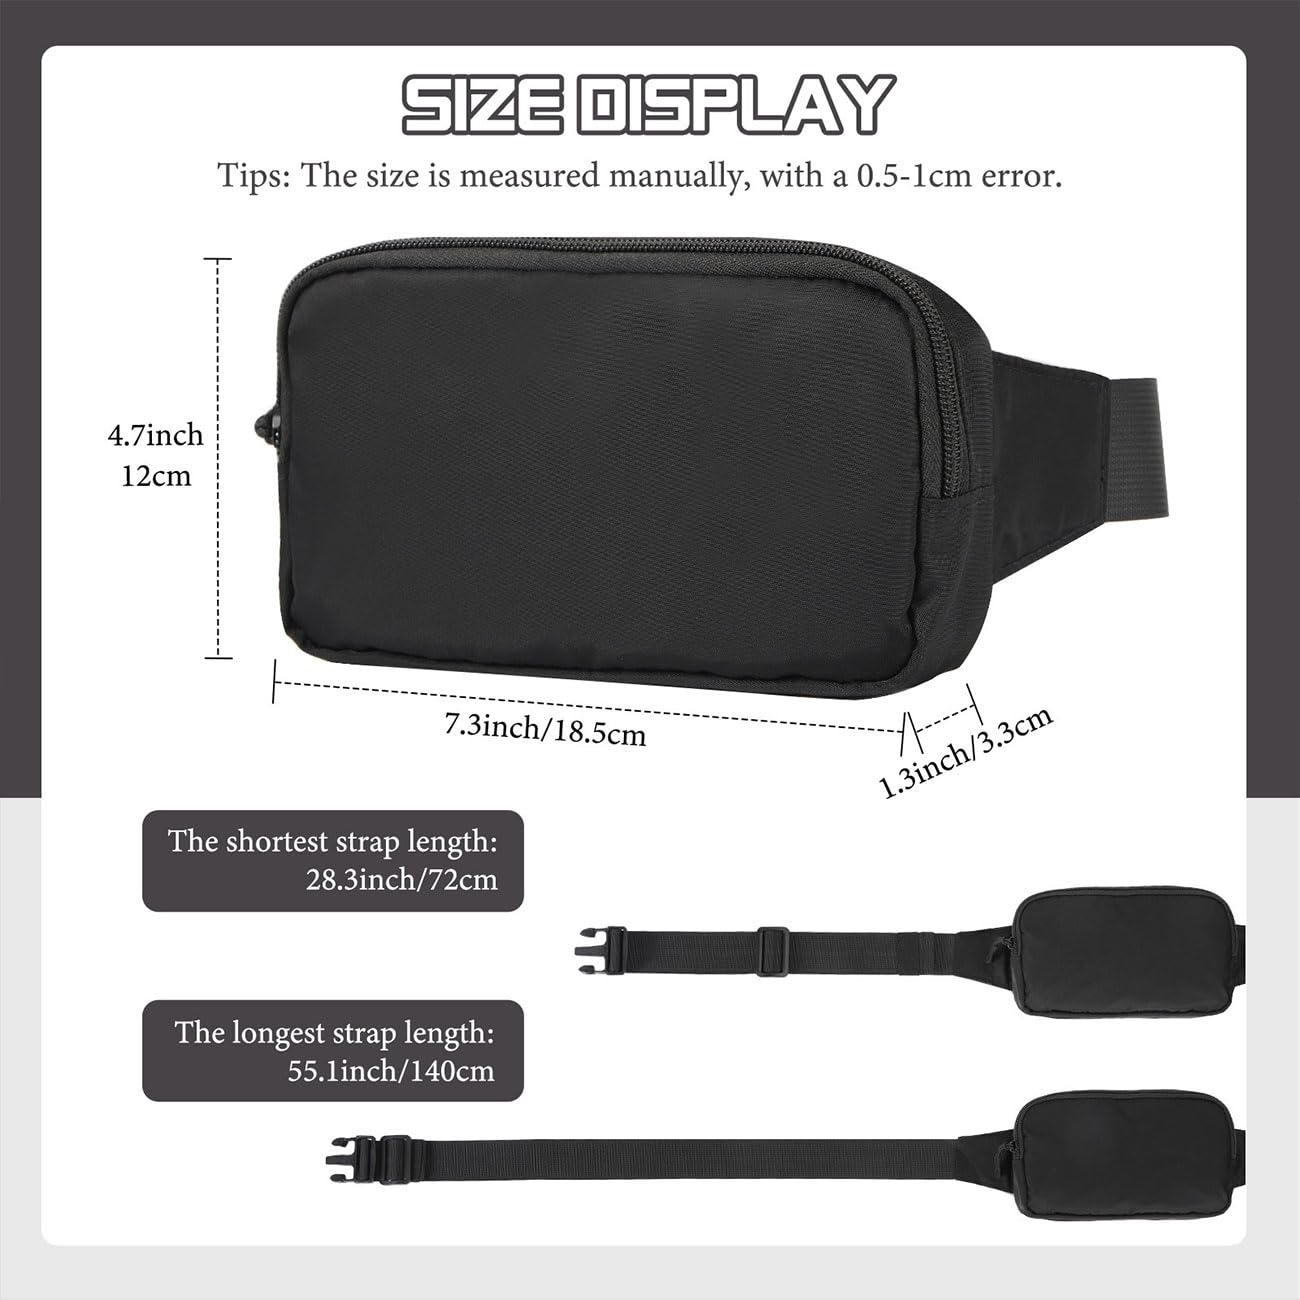 SIZE DISPLAY
Tips: The size is measured manually, with a 0.5-1cm error.
4.7inch
12cm
7.3inch/18.5cm
1.3inch/3.3cm
The shortest strap length:
28.3inch/72cm
The longest strap length:
55.1inch/140cm